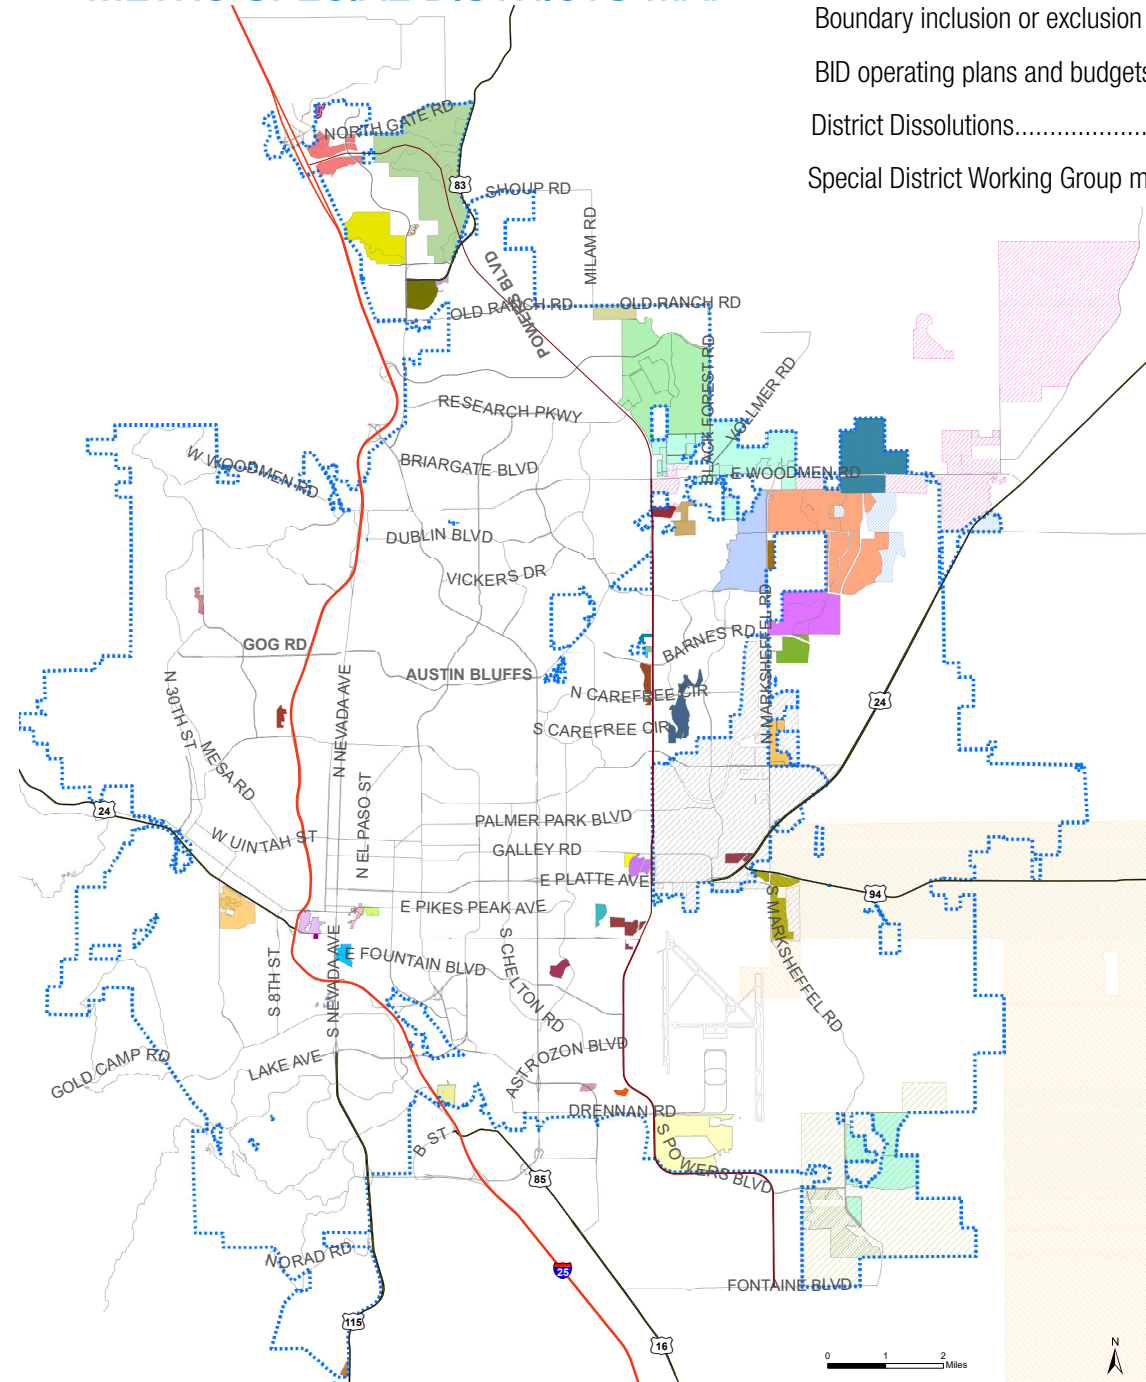 METRO SPECIAL DISTRICTS MAP
Boundary inclusion or exclusion
BID operating plans and budgets
District Dissolutions
Special District Working Group m
NORTH GATE RD
83
SHOUP RD
MILAM RD
POWERS BLVD
OLD RANCH RD
OLD RANCH RD
BLACK FOREST RD
VOLLMER RD
RESEARCH PKWY
W WOODMEN RD
BRIARGATE BLVD
E WOODMEN RD
DUBLIN BLVD
VICKERS DR
N MARKSHEFFEL RD
BARNES RD
GOG RD
AUSTIN BLUFFS
N CAREFREE CIR
N 30TH ST
N NEVADA AVE
S CAREFREE CIR
24
MESA RD
N EL PASO ST
24
W UINTAH ST
PALMER PARK BLVD
GALLEY RD
E PLATTE AVE
94
E PIKES PEAK AVE
S MARKSHEFFEL RD
S 8TH ST
S NEVADA AVE
E FOUNTAIN BLVD
S CHELTON RD
GOLD CAMP RD
LAKE AVE
ASTROZON BLVD
DRENNAN RD
B ST
S POWERS BLVD
85
NORAD RD
25
FONTAINE BLVD
115
16
0 1 2
Miles
N